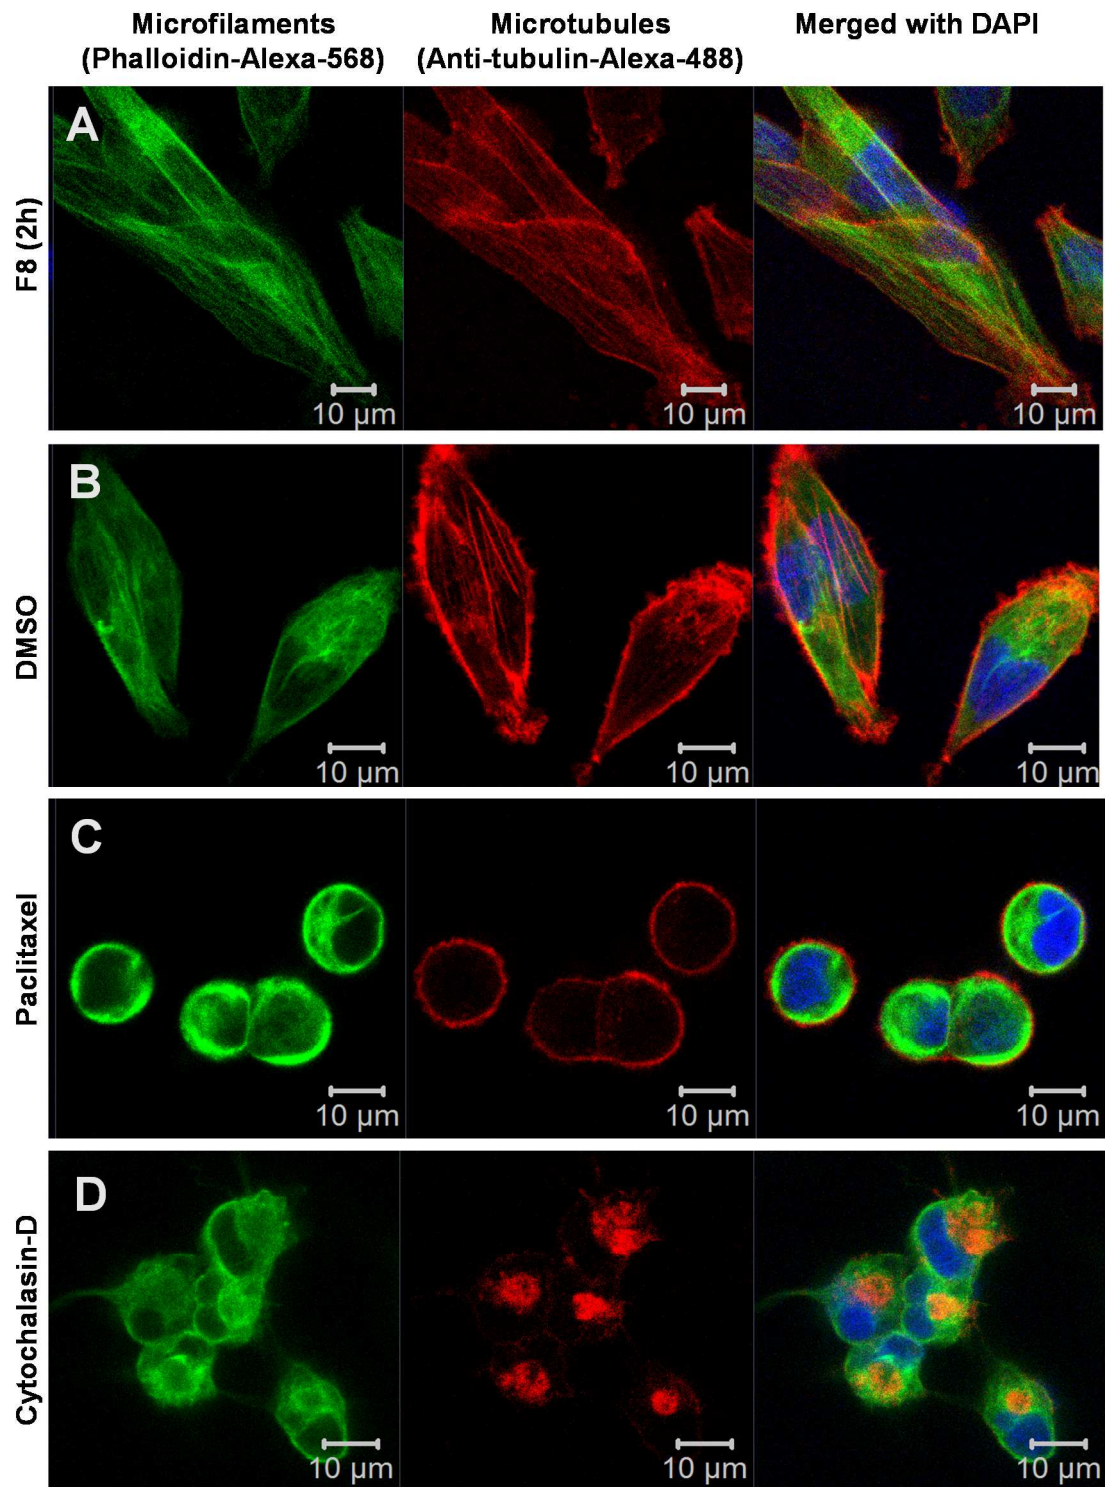 Microfilaments
(Phalloidin-Alexa-568)
Microtubules
(Anti-tubulin-Alexa-488)
Merged with DAPI
F8 (2h)
A
10 µm
10 µm
10 µm
DMSO
B
10 µm
10 µm
10 µm
Paclitaxel
C
10 µm
10 µm
10 µm
Cytochalasin-D
D
10 µm
10 µm
10 µm